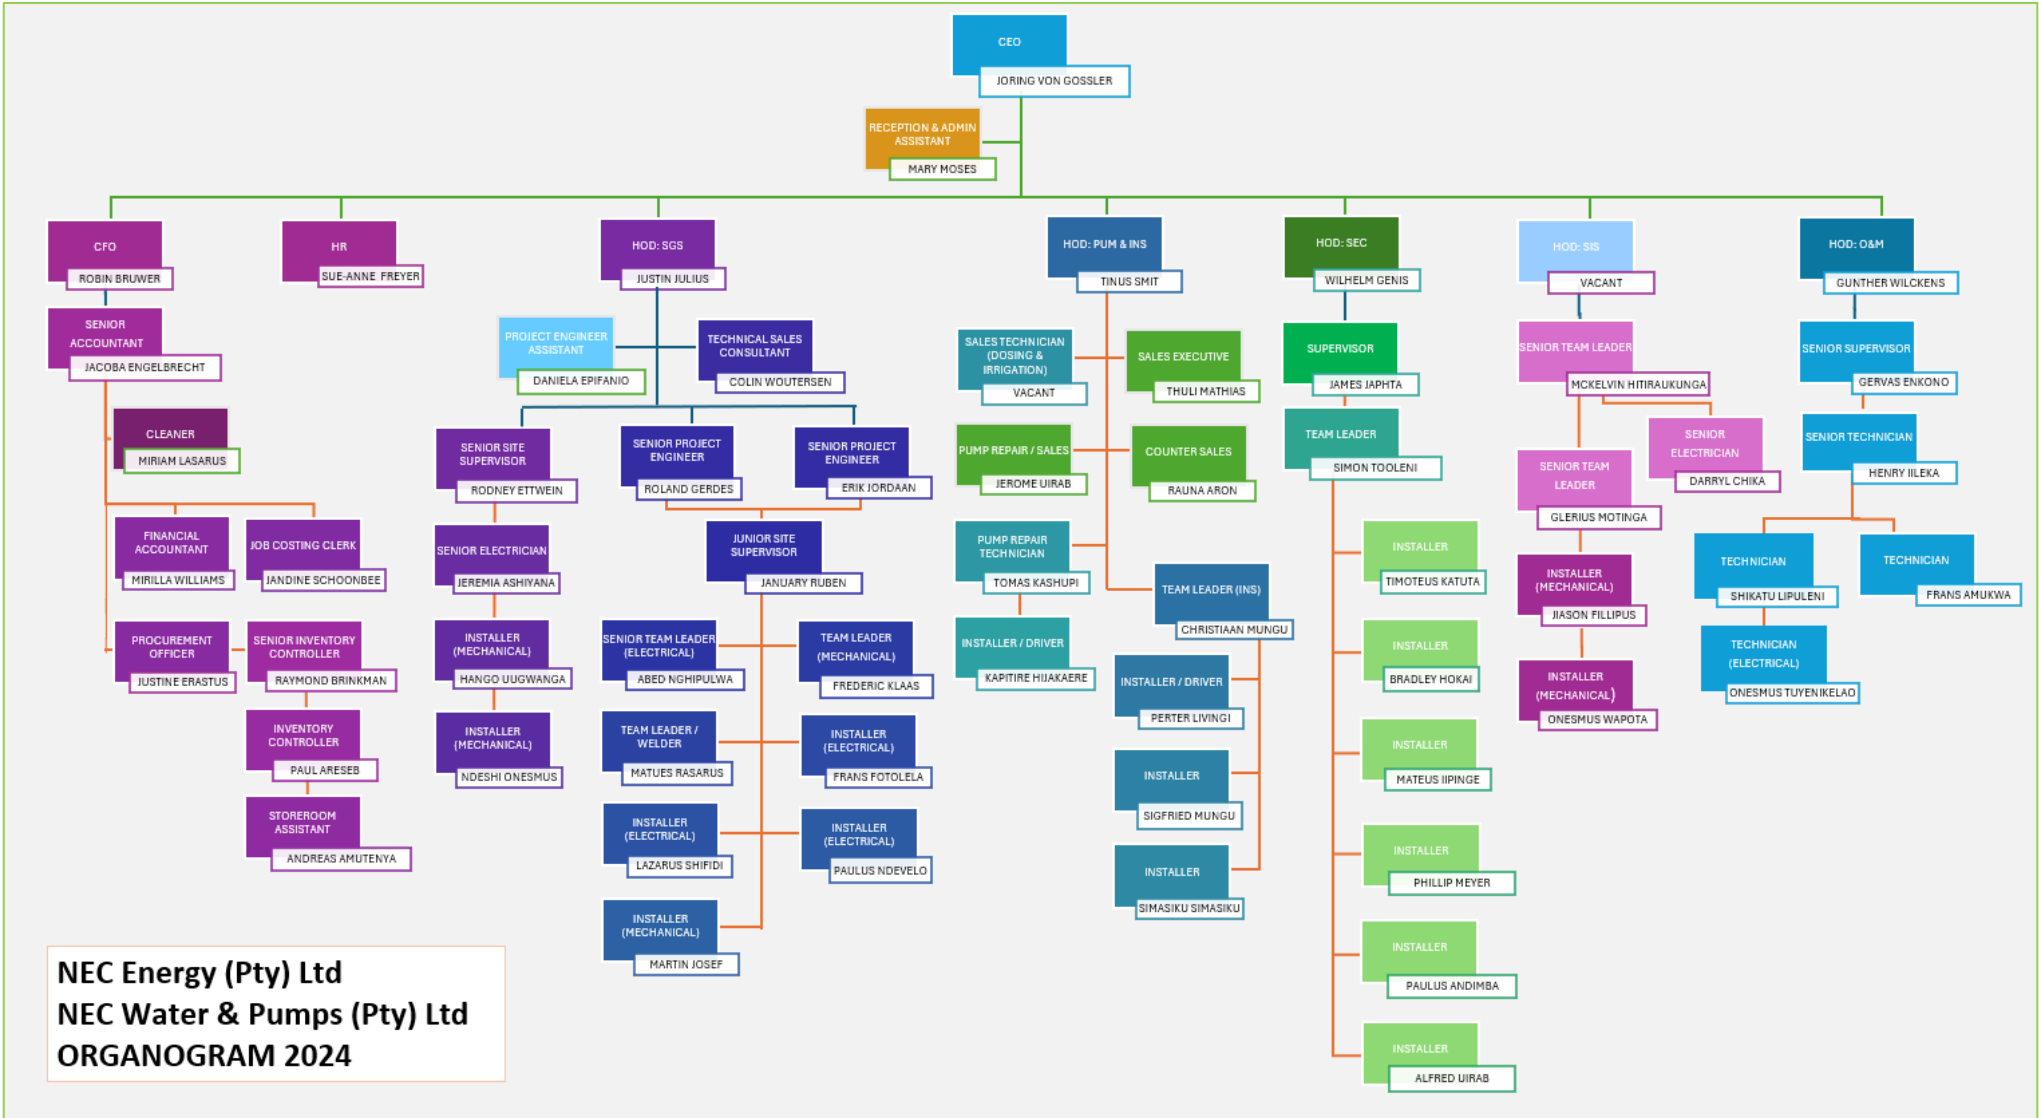 CEO
JORING VON GOSSLER
RECEPTION & ADMIN
ASSISTANT
MARY MOSES
CFO
ROBIN BRUWER
SENIOR
ACCOUNTANT
JACOBA ENGELBRECHT
CLEANER
MIRIAM LASARUS
FINANCIAL
ACCOUNTANT
MIRILLA WILLIAMS
JOB COSTING CLERK
JANDINE SCHOONBEE
PROCUREMENT
OFFICER
JUSTINE ERASTUS
SENIOR INVENTORY
CONTROLLER
RAYMOND BRINKMAN
INVENTORY
CONTROLLER
PAUL ARESEB
STOREROOM
ASSISTANT
ANDREAS AMUTENYA
HR
SUE-ANNE FREYER
HOD: SGS
JUSTIN JULIUS
PROJECT ENGINEER
ASSISTANT
DANIELA EPIFANIO
TECHNICAL SALES
CONSULTANT
COLIN WOUTERSEN
SENIOR SITE
SUPERVISOR
RODNEY ETTWEIN
SENIOR ELECTRICIAN
JEREMIA ASHIYANA
INSTALLER
(MECHANICAL)
HANGO UUGWANGA
INSTALLER
(MECHANICAL)
NDESHI ONESMUS
SENIOR PROJECT
ENGINEER
ROLAND GERDES
SENIOR PROJECT
ENGINEER
ERIK JORDAAN
JUNIOR SITE
SUPERVISOR
JANUARY RUBEN
SENIOR TEAM LEADER
(ELECTRICAL)
ABED NGHIPULWA
TEAM LEADER
(MECHANICAL)
FREDERIC KLAAS
TEAM LEADER /
WELDER
MATUES RASARUS
INSTALLER
(ELECTRICAL)
FRANS FOTOLELA
INSTALLER
(ELECTRICAL)
LAZARUS SHIFIDI
INSTALLER
(ELECTRICAL)
PAULUS NDEVELO
INSTALLER
(MECHANICAL)
MARTIN JOSEF
HOD: PUM & INS
TINUS SMIT
SALES TECHNICIAN
(DOSING &
IRRIGATION)
VACANT
SALES EXECUTIVE
THULI MATHIAS
PUMP REPAIR / SALES
JEROME UIRAB
COUNTER SALES
RAUNA ARON
PUMP REPAIR
TECHNICIAN
TOMAS KASHUPI
INSTALLER / DRIVER
KAPITIRE HIJAKAERE
TEAM LEADER (INS)
CHRISTIAAN MUNGU
INSTALLER / DRIVER
PERTER LIVINGI
INSTALLER
SIGFRIED MUNGU
INSTALLER
SIMASIKU SIMASIKU
HOD: SEC
WILHELM GENIS
SUPERVISOR
JAMES JAPHTA
TEAM LEADER
SIMON TOOLENI
INSTALLER
TIMOTEUS KATUTA
INSTALLER
BRADLEY HOKAI
INSTALLER
MATEUS IIPINGE
INSTALLER
PHILLIP MEYER
INSTALLER
PAULUS ANDIMBA
INSTALLER
ALFRED UIRAB
HOD: SIS
VACANT
SENIOR TEAM LEADER
MCKELVIN HITIRAUKUNGA
SENIOR
ELECTRICIAN
DARRYL CHIKA
SENIOR TEAM
LEADER
GLERIUS MOTINGA
INSTALLER
(MECHANICAL)
JIASON FILLIPUS
INSTALLER
(MECHANICAL)
ONESMUS WAPOTA
HOD: O&M
GUNTHER WILCKENS
SENIOR SUPERVISOR
GERVAS ENKONO
SENIOR TECHNICIAN
HENRY IILEKA
TECHNICIAN
SHIKATU LIPULENI
TECHNICIAN
FRANS AMUKWA
TECHNICIAN
(ELECTRICAL)
ONESMUS TUYENIKELAO
NEC Energy (Pty) Ltd
NEC Water & Pumps (Pty) Ltd
ORGANOGRAM 2024